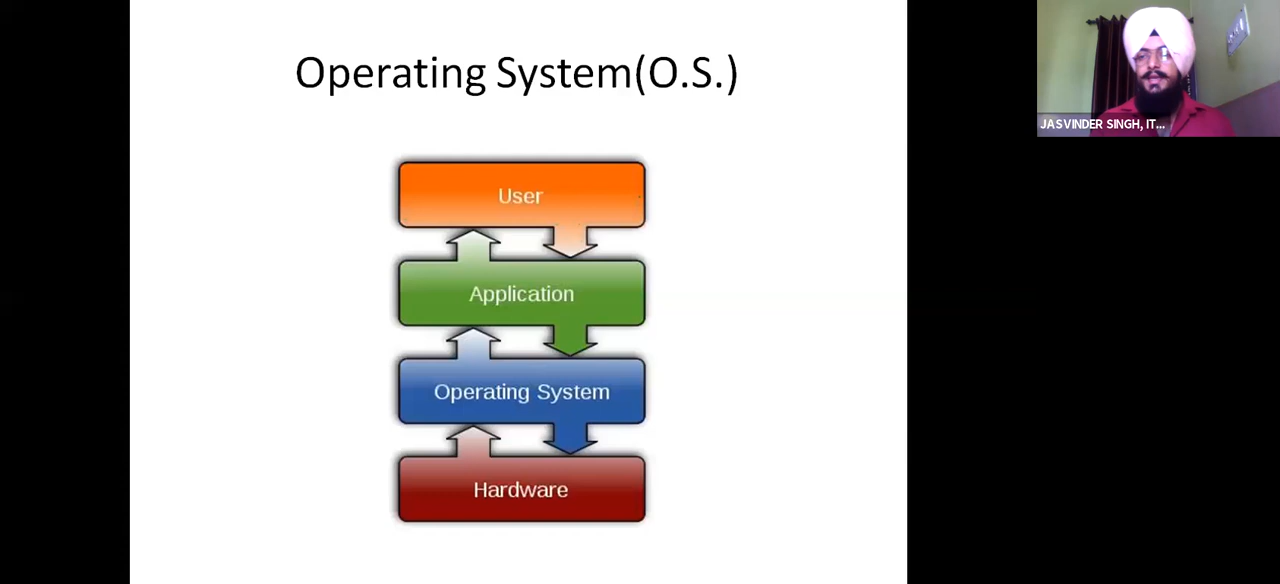 Operating System(O.S.)
JASVINDER SINGH, IT...
User
Application
Operating System
Hardware